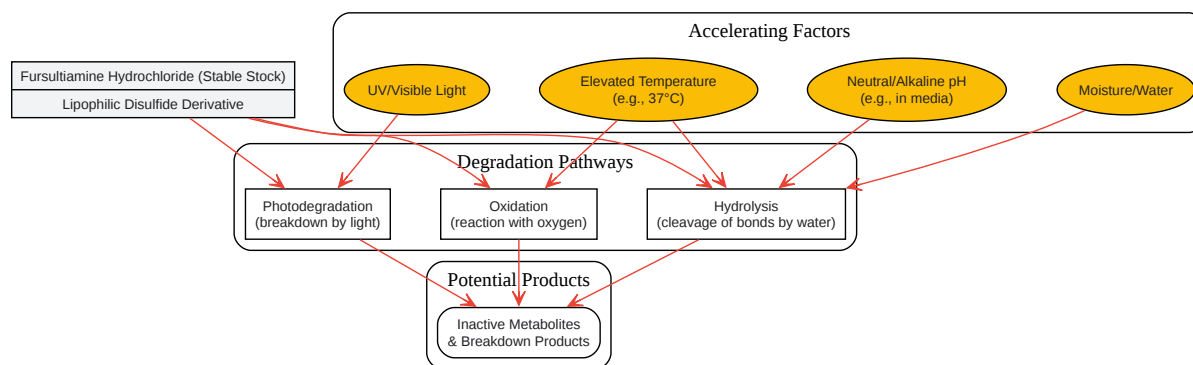 Accelerating Factors
Fursultiamine Hydrochloride (Stable Stock)
Lipophilic Disulfide Derivative
UV/Visible Light
Elevated Temperature
(e.g., 37°C)
Neutral/Alkaline pH
(e.g., in media)
Moisture/Water
Degradation Pathways
Photodegradation
(breakdown by light)
Oxidation
(reaction with oxygen)
Hydrolysis
(cleavage of bonds by water)
Potential Products
Inactive Metabolites
& Breakdown Products